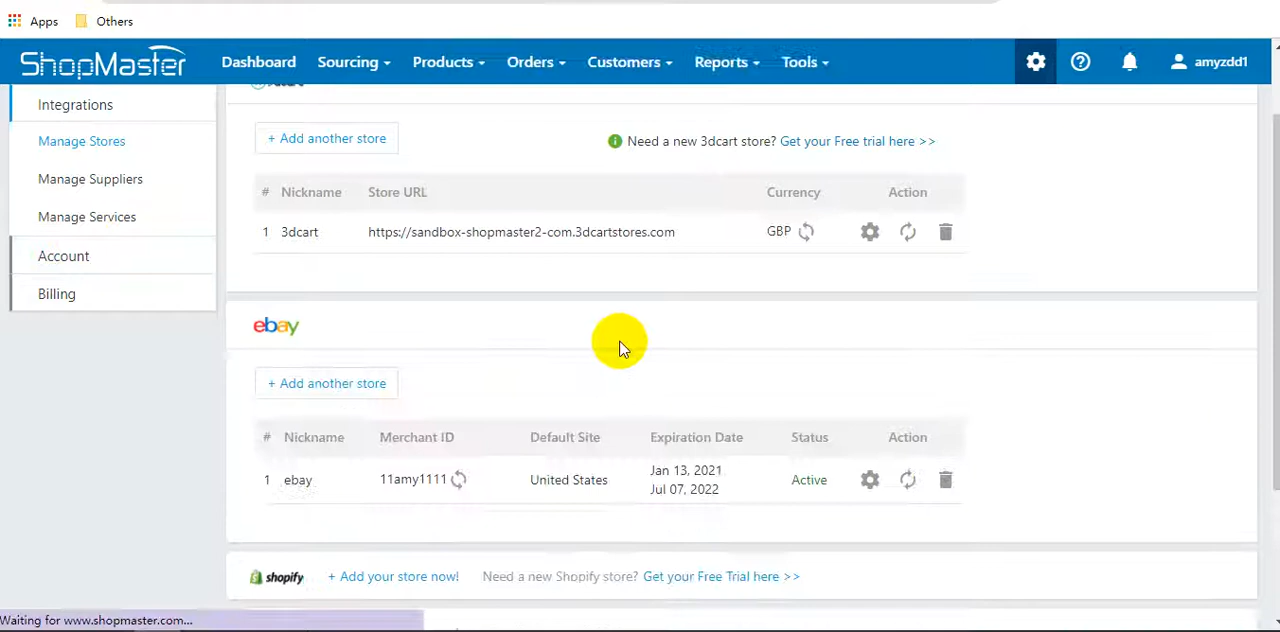 Apps Others
ShopMaster Dashboard Sourcing Products Orders Customers Reports Tools amyzdd1
Integrations
Manage Stores
Manage Suppliers
Manage Services
Account
Billing
+ Add another store Need a new 3dcart store? Get your Free trial here >>
# Nickname Store URL Currency Action
1 3dcart https://sandbox-shopmaster2-com.3dcartstores.com GBP
ebay
+ Add another store
# Nickname Merchant ID Default Site Expiration Date Status Action
1 ebay 11amy1111 United States Jan 13, 2021 Active
Jul 07, 2022
shopify + Add your store now! Need a new Shopify store? Get your Free Trial here >>
Waiting for www.shopmaster.com...